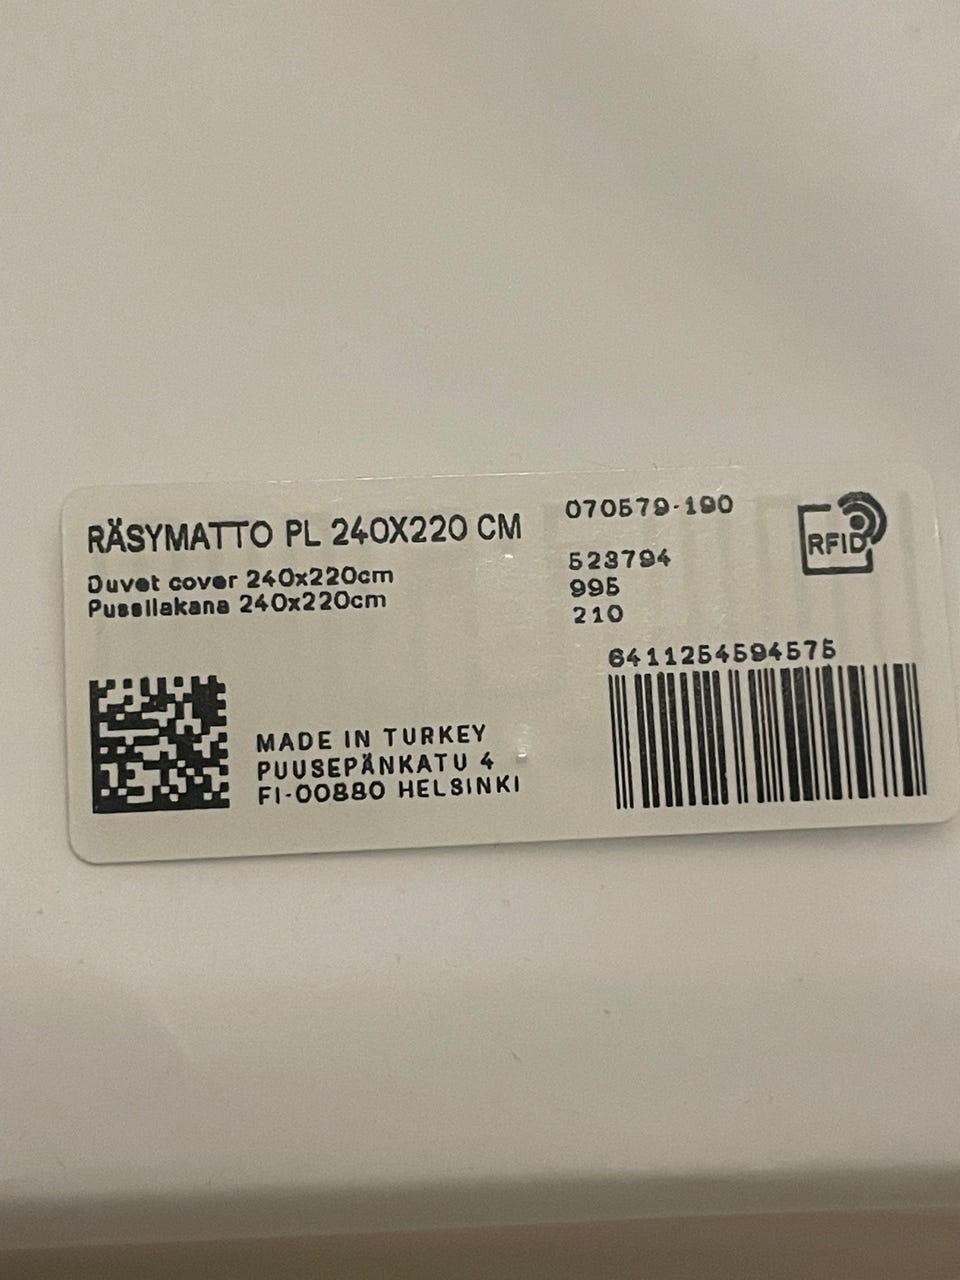 RÄSYMATTO PL 240X220 CM
Duvet cover 240x220cm
Pussilakana 240x220cm
070579-190
523794
995
210
RFID
6411254594575
MADE IN TURKEY
PUUSEPÄNKATU 4
FI-00880 HELSINKI